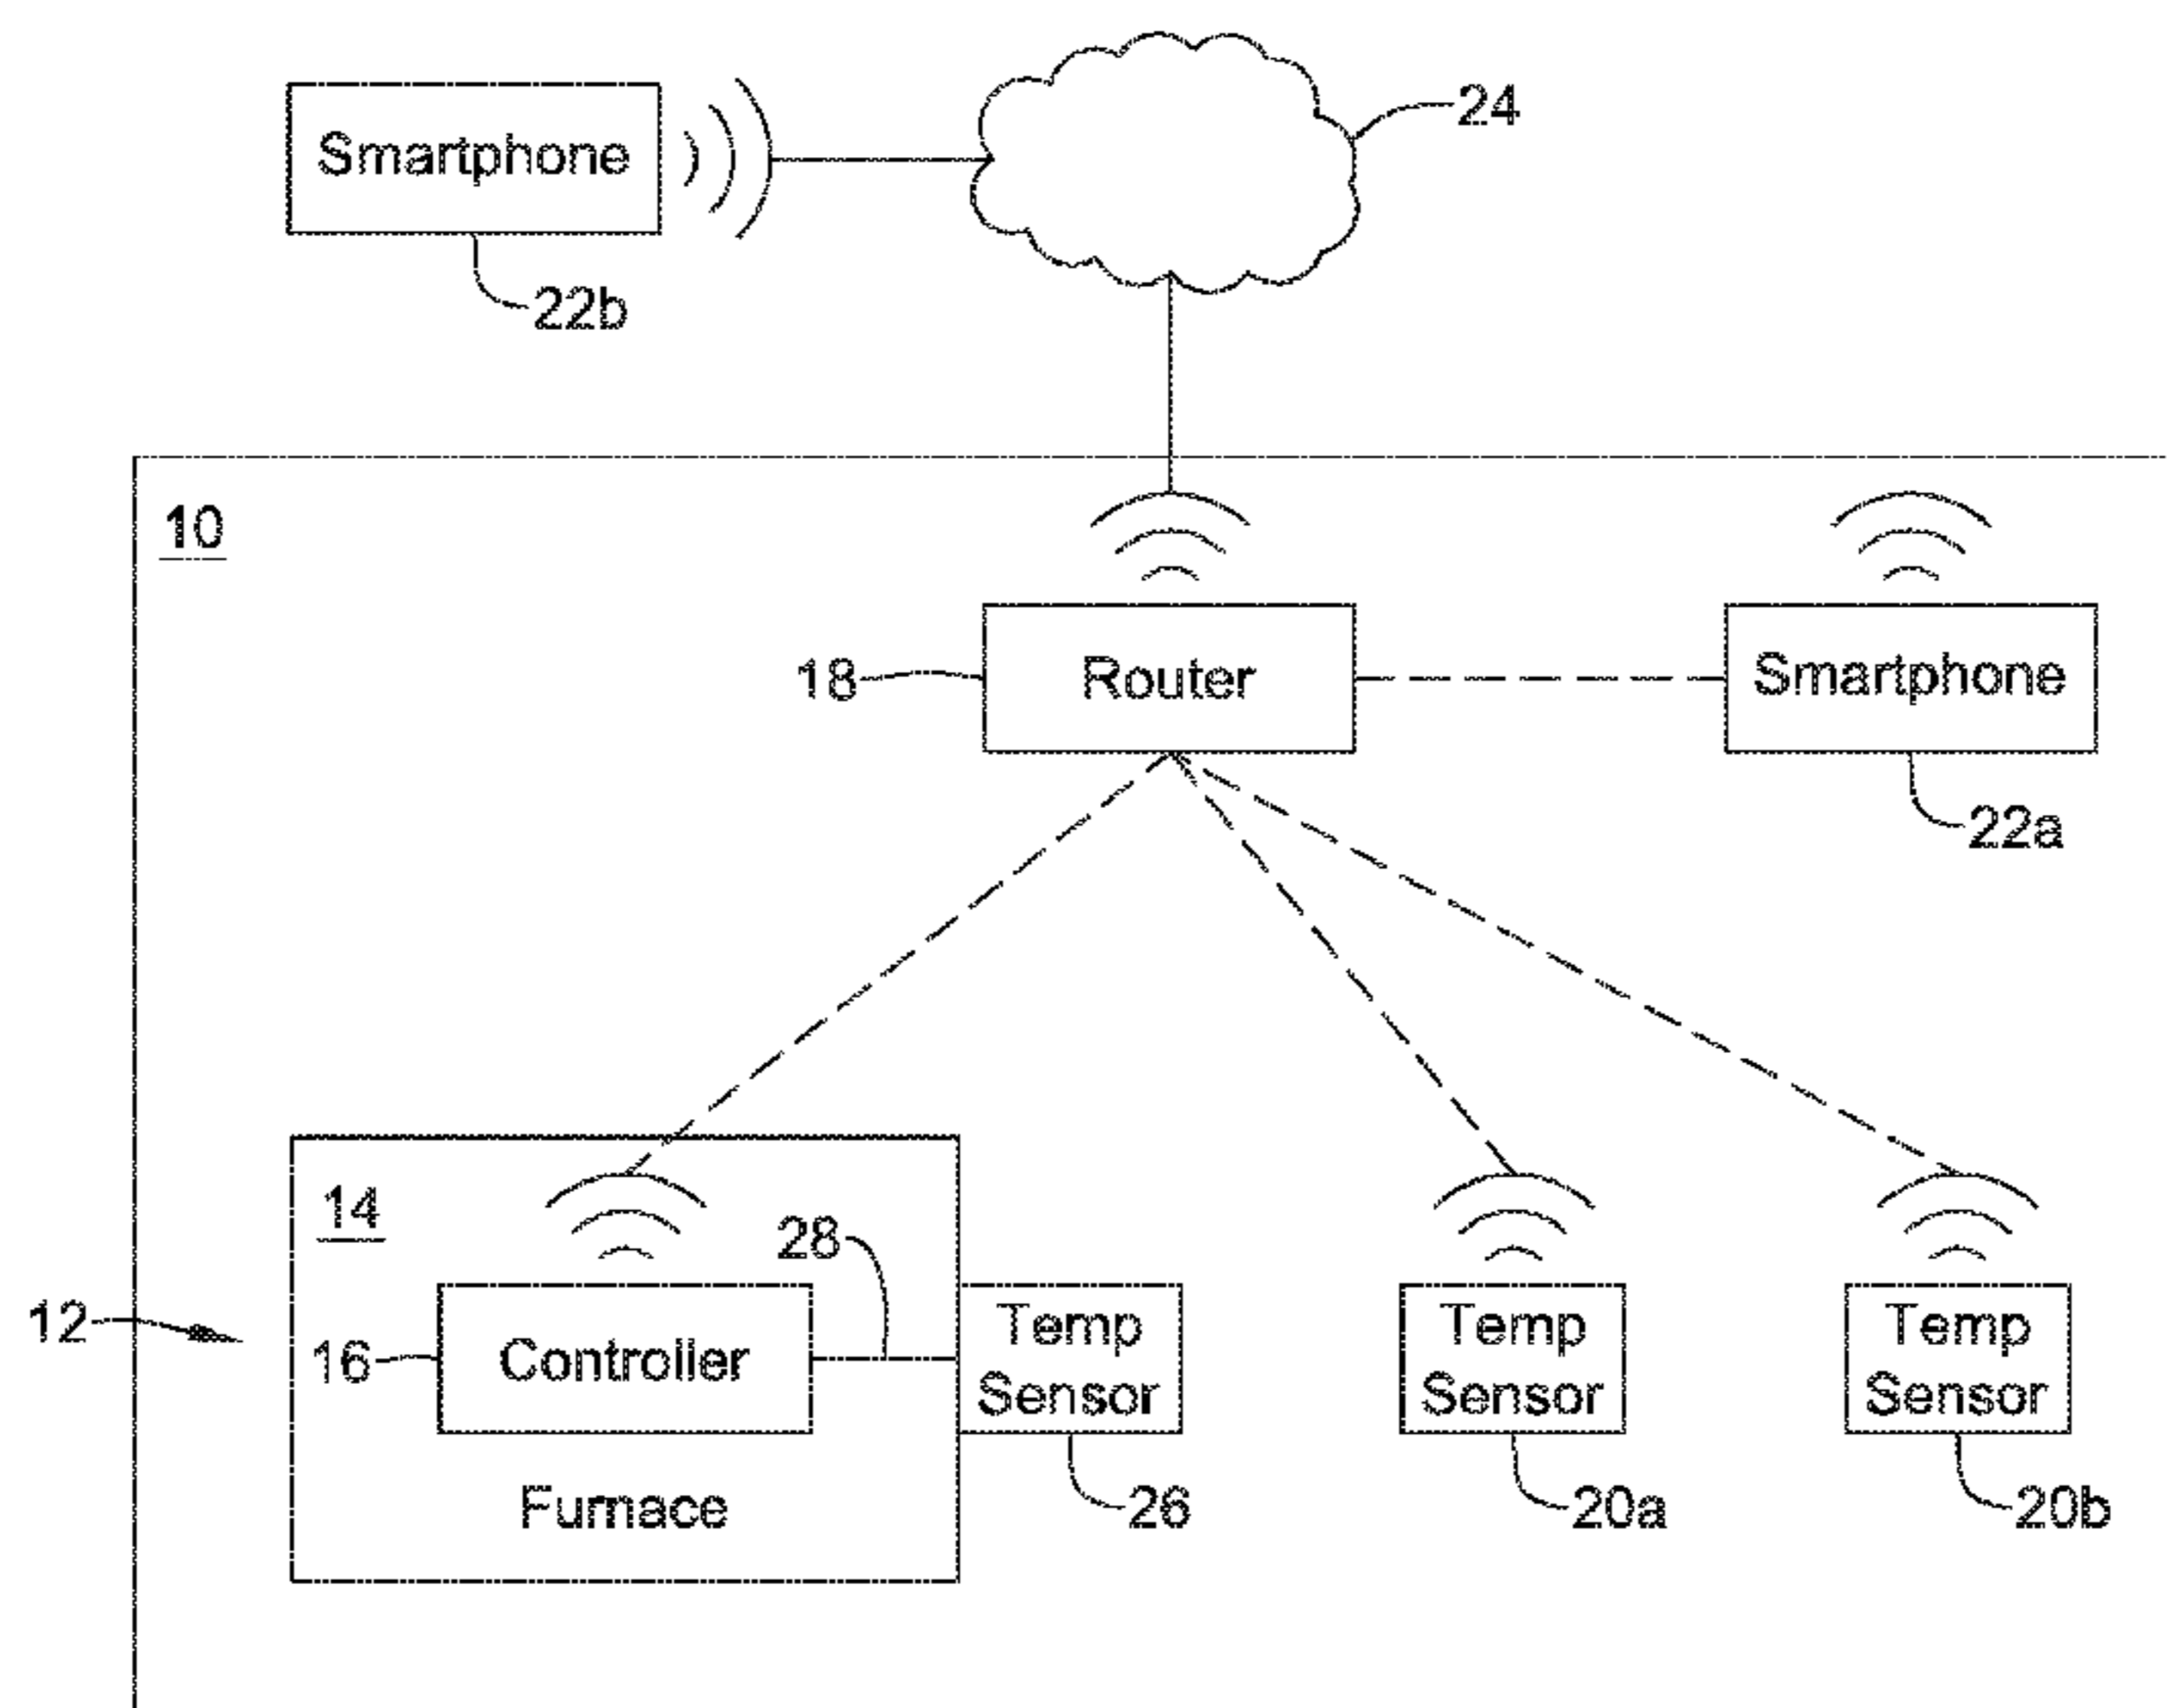 24
Smartphone
22b
10
18
Router
Smartphone
22a
14
28
12
16
Controller
Temp
Sensor
Temp
Sensor
Temp
Sensor
Furnace
26
20a
20b